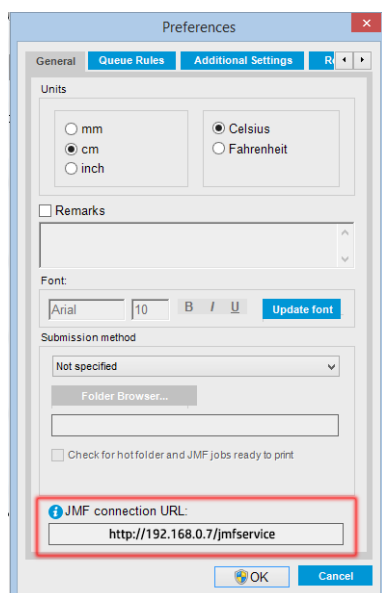 Preferences
General Queue Rules Additional Settings
Units
mm Celsius
cm Fahrenheit
inch
Remarks
Font:
Arial 10 B I U Update font
Submission method
Not specified
Folder Browser...
Check for hotfolder and JMF jobs ready to print
JMF connection URL:
http://192.168.0.7/jmfservice
OK Cancel